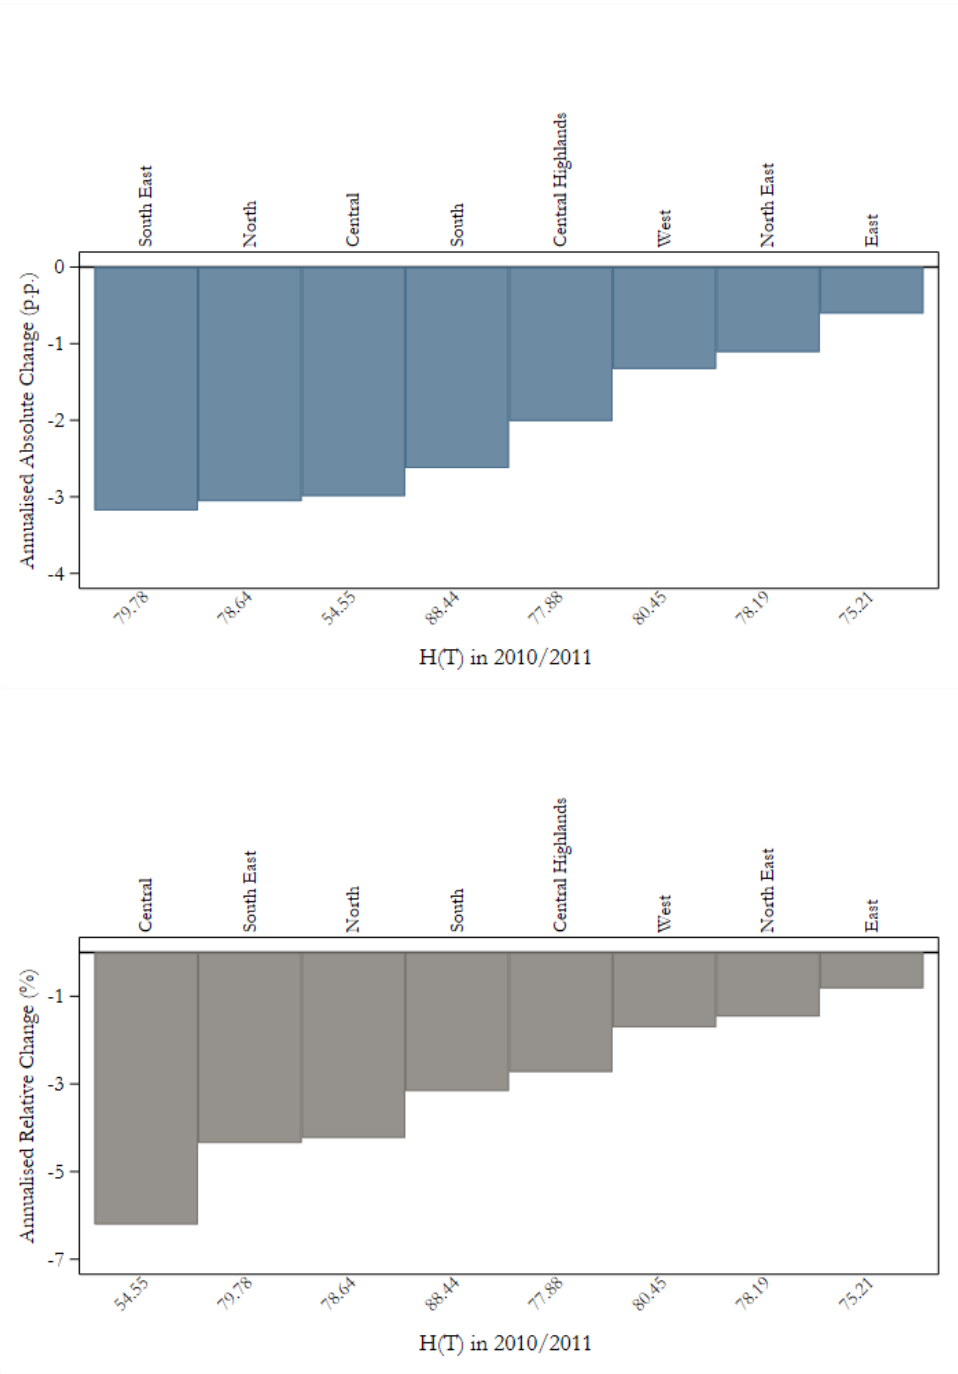 South East
North
Central
South
Central Highlands
West
North East
East
Annualised Absolute Change (p.p.)
0
-1
-2
-3
-4
79.78
78.64
54.55
88.44
77.88
80.45
78.19
75.21
H(T) in 2010/2011
Central
South East
North
South
Central Highlands
West
North East
East
Annualised Relative Change (%)
-1
-3
-5
-7
54.55
79.78
78.64
88.44
77.88
80.45
78.19
75.21
H(T) in 2010/2011